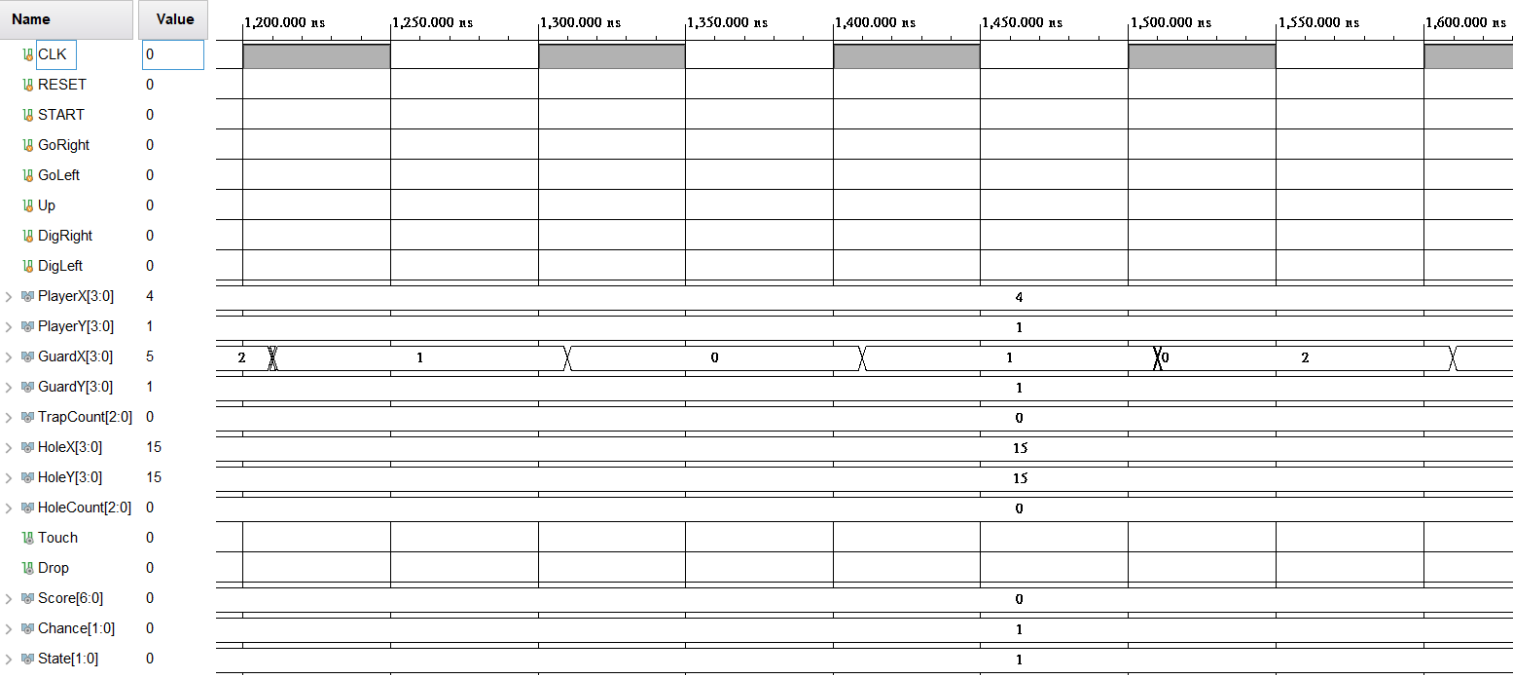 Name Value 1,200.000 ns 1,250.000 ns 1,300.000 ns 1,350.000 ns 1,400.000 ns 1,450.000 ns 1,500.000 ns 1,550.000 ns 1,600.000 ns
CLK 0
RESET 0
START 0
GoRight 0
GoLeft 0
Up 0
DigRight 0
DigLeft 0
PlayerX[3:0] 4 4
PlayerY[3:0] 1 1
GuardX[3:0] 5 2 1 0 1 0 2
GuardY[3:0] 1 1
TrapCount[2:0] 0 0
HoleX[3:0] 15 15
HoleY[3:0] 15 15
HoleCount[2:0] 0 0
Touch 0
Drop 0
Score[6:0] 0 0
Chance[1:0] 0 1
State[1:0] 0 1